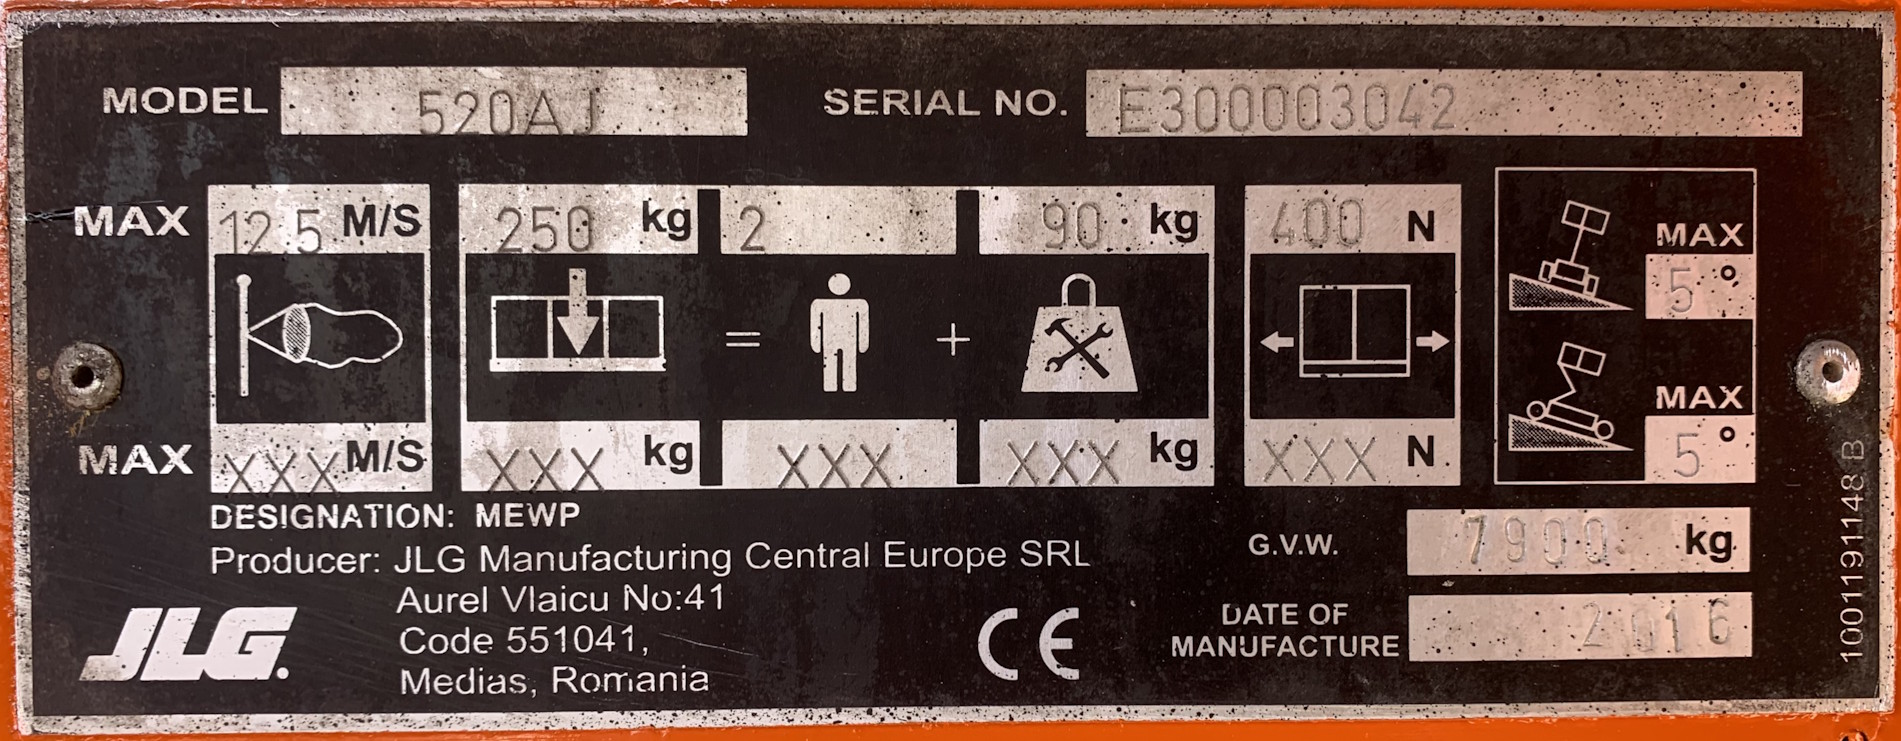 MODEL 520AJ SERIAL NO. E300003042
MAX 12.5 M/S 250 kg 2 90 kg 400 N
MAX
5°
= +
MAX
5°
MAX XXX M/S XXX kg XXX XXX kg XXX N
DESIGNATION: MEWP
Producer: JLG Manufacturing Central Europe SRL
Aurel Vlaicu No:41
Code 551041,
Medias, Romania
JLG.
CE
G.V.W. 7900 kg
DATE OF
MANUFACTURE 2016
1001191148 B